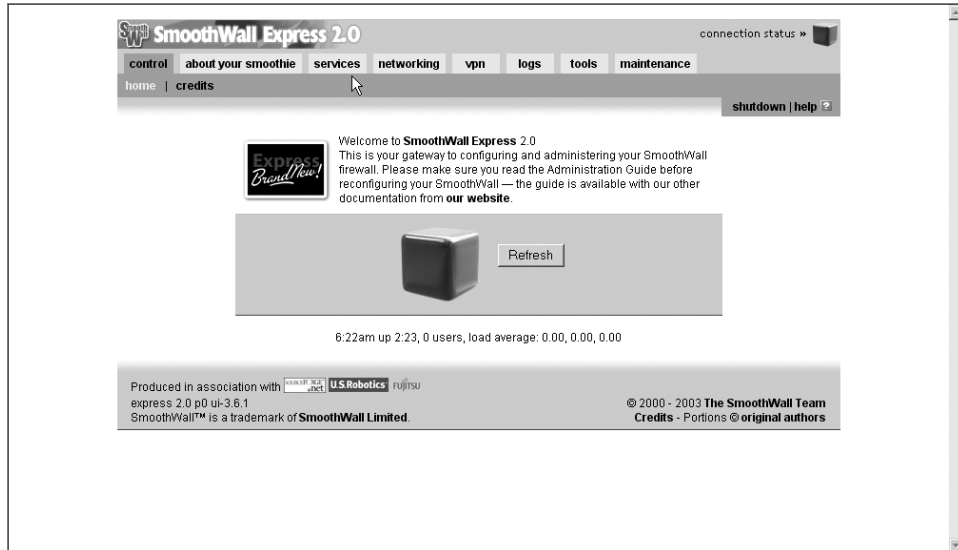 Smooth Wall SmoothWall Express 2.0
connection status »
control about your smoothie services networking vpn logs tools maintenance
home | credits
shutdown | help ?
Express
Brand New!
Welcome to SmoothWall Express 2.0
This is your gateway to configuring and administering your SmoothWall
firewall. Please make sure you read the Administration Guide before
reconfiguring your SmoothWall — the guide is available with our other
documentation from our website.
Refresh
6:22am up 2:23, 0 users, load average: 0.00, 0.00, 0.00
Produced in association with SOURCEFORGE .net U.S.Robotics FUJITSU
express 2.0 p0 ui-3.6.1
SmoothWall™ is a trademark of SmoothWall Limited.
© 2000 - 2003 The SmoothWall Team
Credits - Portions © original authors